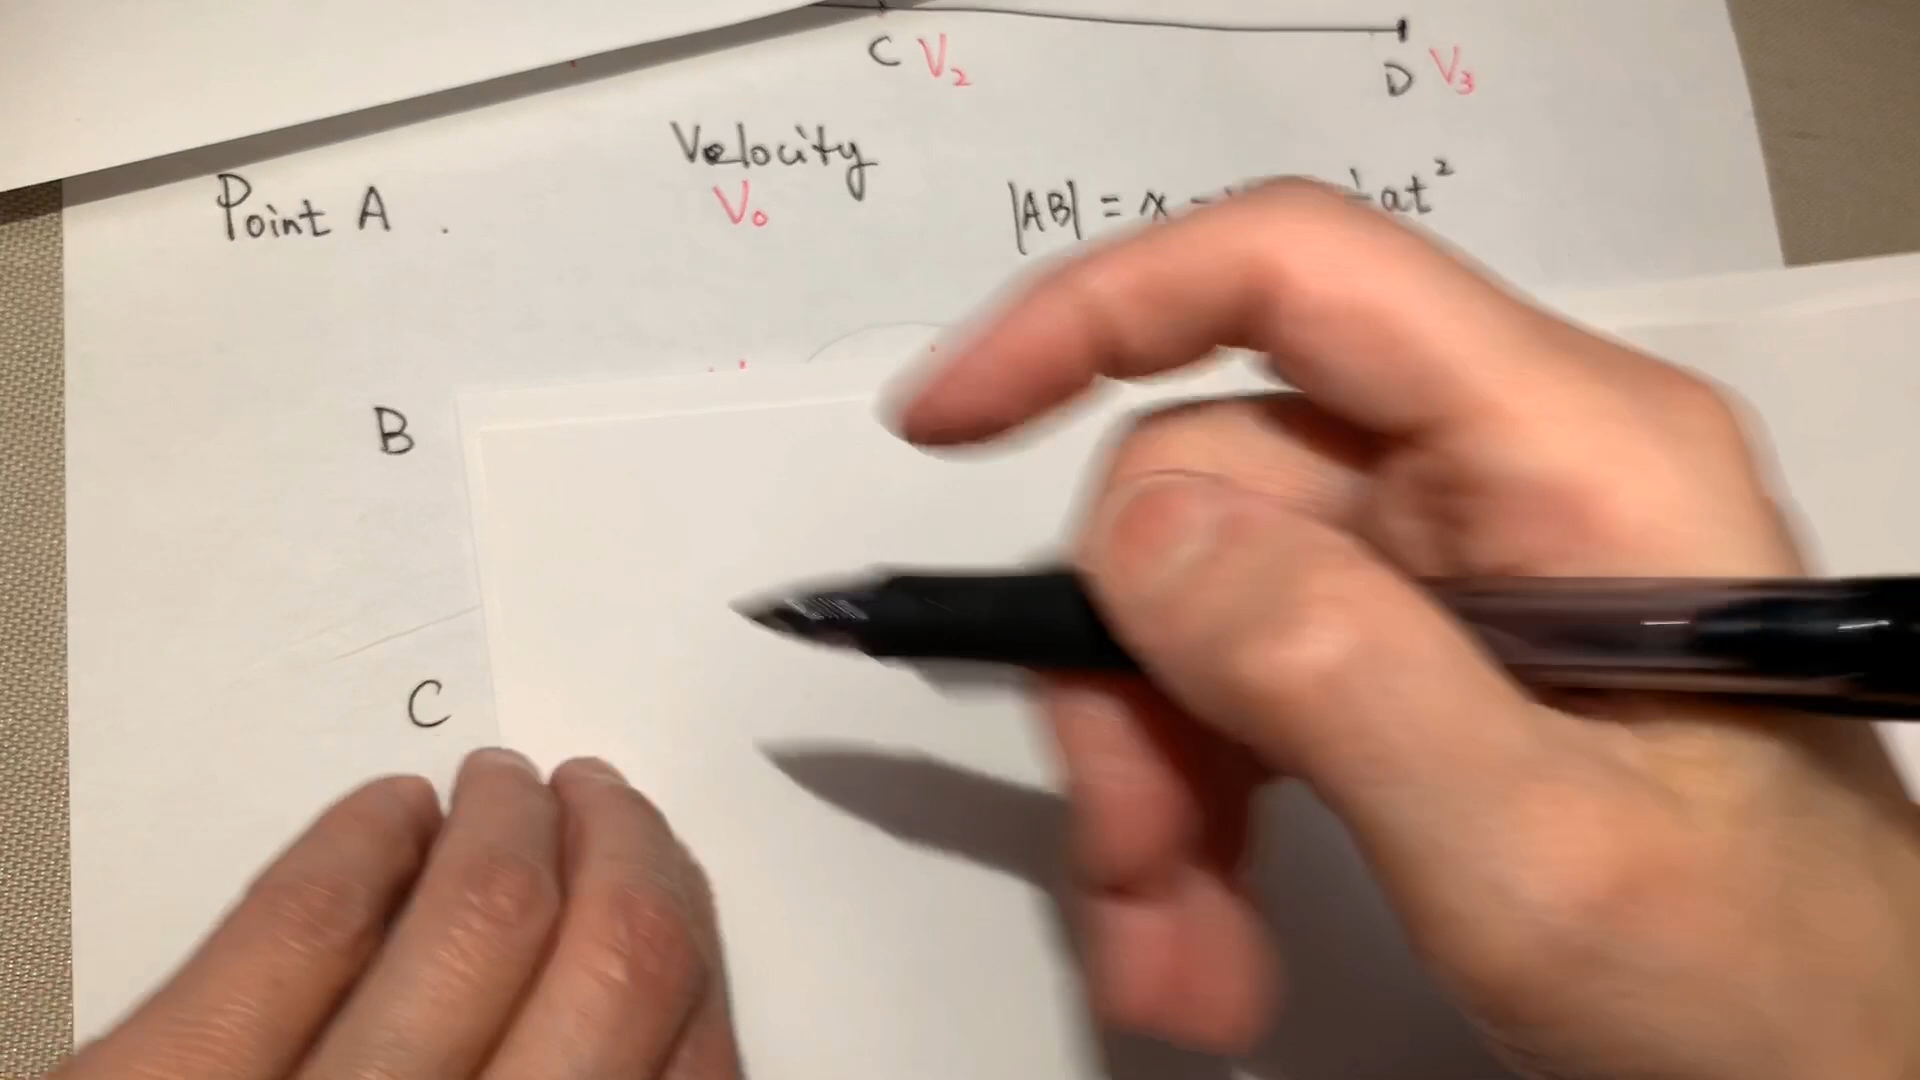 C V₂
D V₃
Velocity
Point A . V₀ |AB| = x at²
B
C